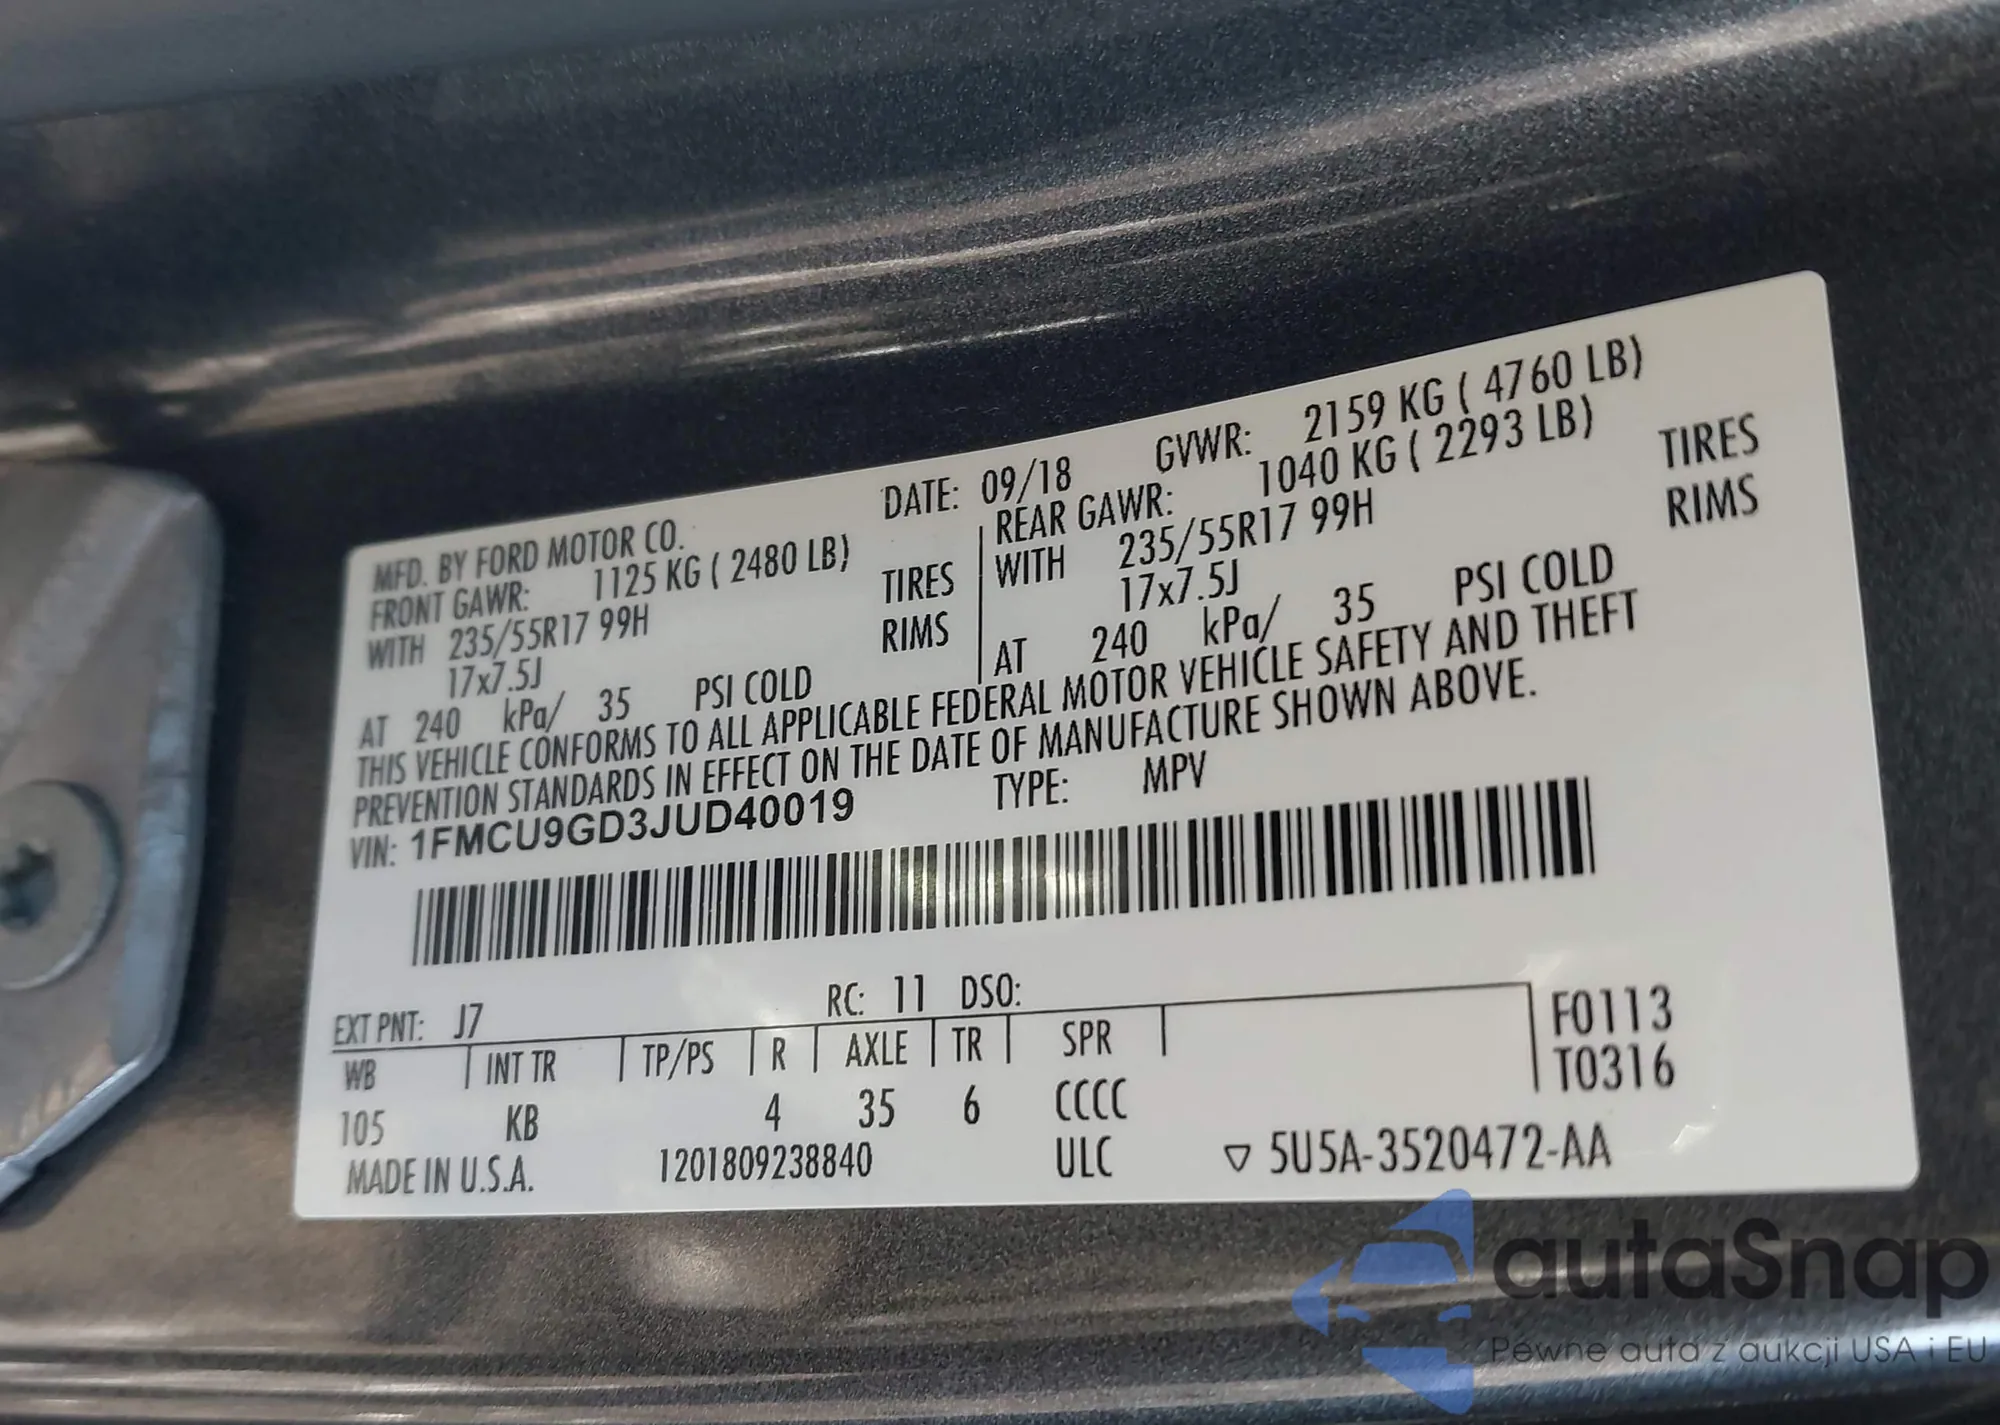 MFD. BY FORD MOTOR CO. DATE: 09/18 GVWR: 2159 KG ( 4760 LB)
FRONT GAWR: 1125 KG ( 2480 LB)
WITH 235/55R17 99H TIRES
17x7.5J RIMS
AT 240 kPa/ 35 PSI COLD
REAR GAWR: 1040 KG ( 2293 LB)
WITH 235/55R17 99H TIRES
17x7.5J RIMS
AT 240 kPa/ 35 PSI COLD
THIS VEHICLE CONFORMS TO ALL APPLICABLE FEDERAL MOTOR VEHICLE SAFETY AND THEFT
PREVENTION STANDARDS IN EFFECT ON THE DATE OF MANUFACTURE SHOWN ABOVE.
VIN: 1FMCU9GD3JUD40019 TYPE: MPV
EXT PNT: J7 RC: 11 DSO:
WB INT TR TP/PS R AXLE TR SPR F0113
T0316
105 KB 4 35 6 CCCC
MADE IN U.S.A. 1201809238840 ULC ▽ 5U5A-3520472-AA
autaSnap
Pewne auta z aukcji USA i EU